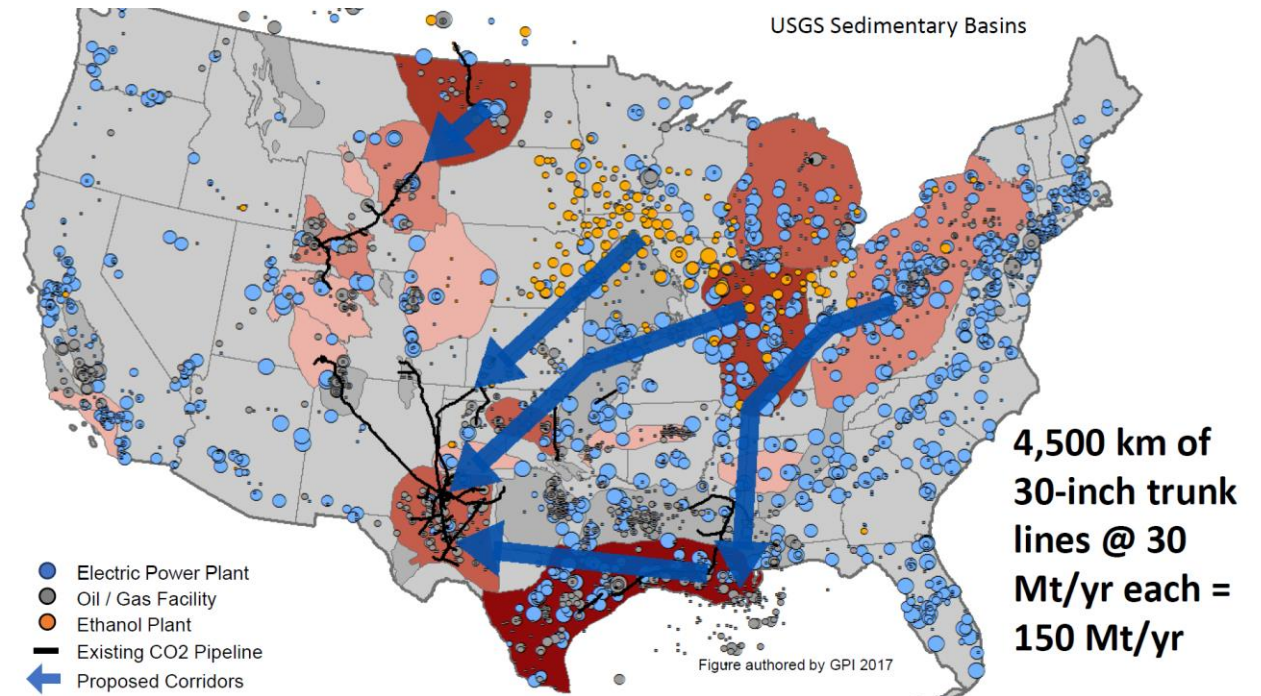 USGS Sedimentary Basins
4,500 km of
30-inch trunk
lines @ 30
Mt/yr each =
150 Mt/yr
Electric Power Plant
Oil / Gas Facility
Ethanol Plant
Existing CO2 Pipeline
Proposed Corridors
Figure authored by GPI 2017